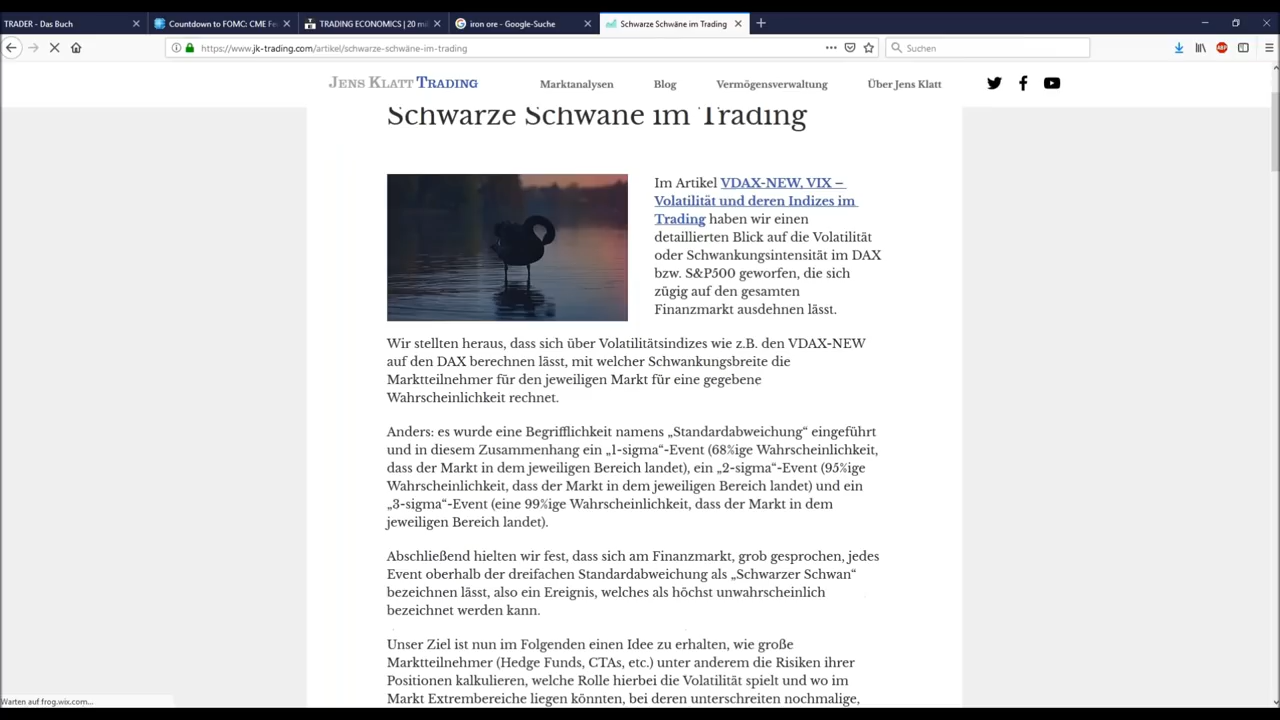 TRADER - Das Buch
Countdown to FOMC: CME Fe
TRADING ECONOMICS | 20 mi
iron ore - Google-Suche
Schwarze Schwäne im Trading
https://www.jk-trading.com/artikel/schwarze-schwäne-im-trading
Suchen
ABP
JENS KLATT TRADING
Marktanalysen
Blog
Vermögensverwaltung
Über Jens Klatt
Schwarze Schwäne im Trading
Im Artikel VDAX-NEW, VIX –
Volatilität und deren Indizes im
Trading haben wir einen
detaillierten Blick auf die Volatilität
oder Schwankungsintensität im DAX
bzw. S&P500 geworfen, die sich
zügig auf den gesamten
Finanzmarkt ausdehnen lässt.
Wir stellten heraus, dass sich über Volatilitätsindizes wie z.B. den VDAX-NEW
auf den DAX berechnen lässt, mit welcher Schwankungsbreite die
Marktteilnehmer für den jeweiligen Markt für eine gegebene
Wahrscheinlichkeit rechnet.
Anders: es wurde eine Begrifflichkeit namens „Standardabweichung“ eingeführt
und in diesem Zusammenhang ein „1-sigma“-Event (68%ige Wahrscheinlichkeit,
dass der Markt in dem jeweiligen Bereich landet), ein „2-sigma“-Event (95%ige
Wahrscheinlichkeit, dass der Markt in dem jeweiligen Bereich landet) und ein
„3-sigma“-Event (eine 99%ige Wahrscheinlichkeit, dass der Markt in dem
jeweiligen Bereich landet).
Abschließend hielten wir fest, dass sich am Finanzmarkt, grob gesprochen, jedes
Event oberhalb der dreifachen Standardabweichung als „Schwarzer Schwan“
bezeichnen lässt, also ein Ereignis, welches als höchst unwahrscheinlich
bezeichnet werden kann.
Unser Ziel ist nun im Folgenden einen Idee zu erhalten, wie große
Marktteilnehmer (Hedge Funds, CTAs, etc.) unter anderem die Risiken ihrer
Positionen kalkulieren, welche Rolle hierbei die Volatilität spielt und wo im
Markt Extrembereiche liegen könnten, bei deren unterschreiten nochmalige,
Warten auf frog.wix.com...